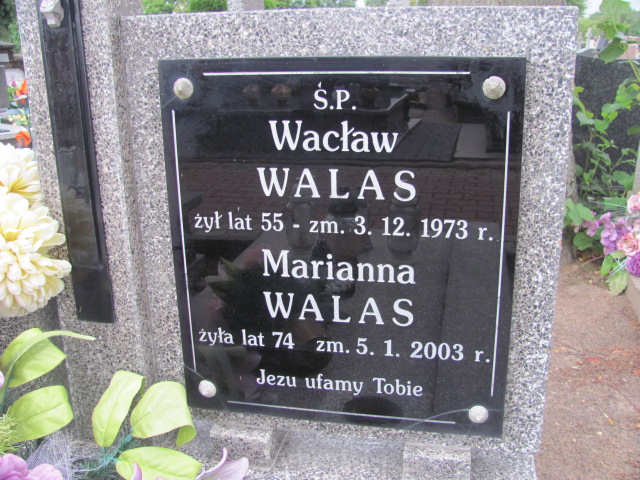 Ś.P.
Wacław
WALAS
żył lat 55 - zm. 3. 12. 1973 r.
Marianna
WALAS
żyła lat 74 zm. 5. 1. 2003 r.
Jezu ufamy Tobie